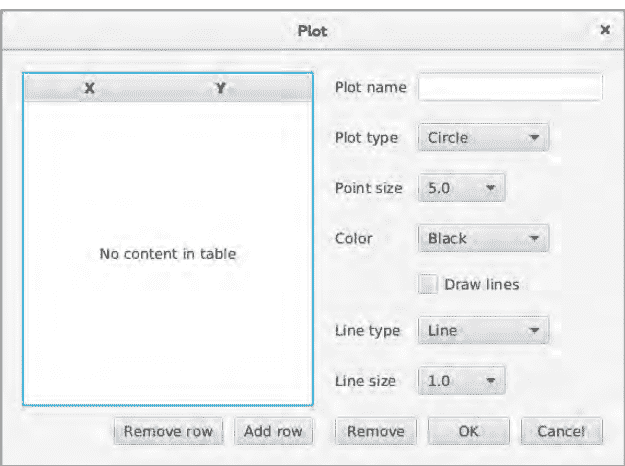 Plot
X Y
No content in table
Remove row Add row
Plot name
Plot type Circle
Point size 5.0
Color Black
Draw lines
Line type Line
Line size 1.0
Remove OK Cancel